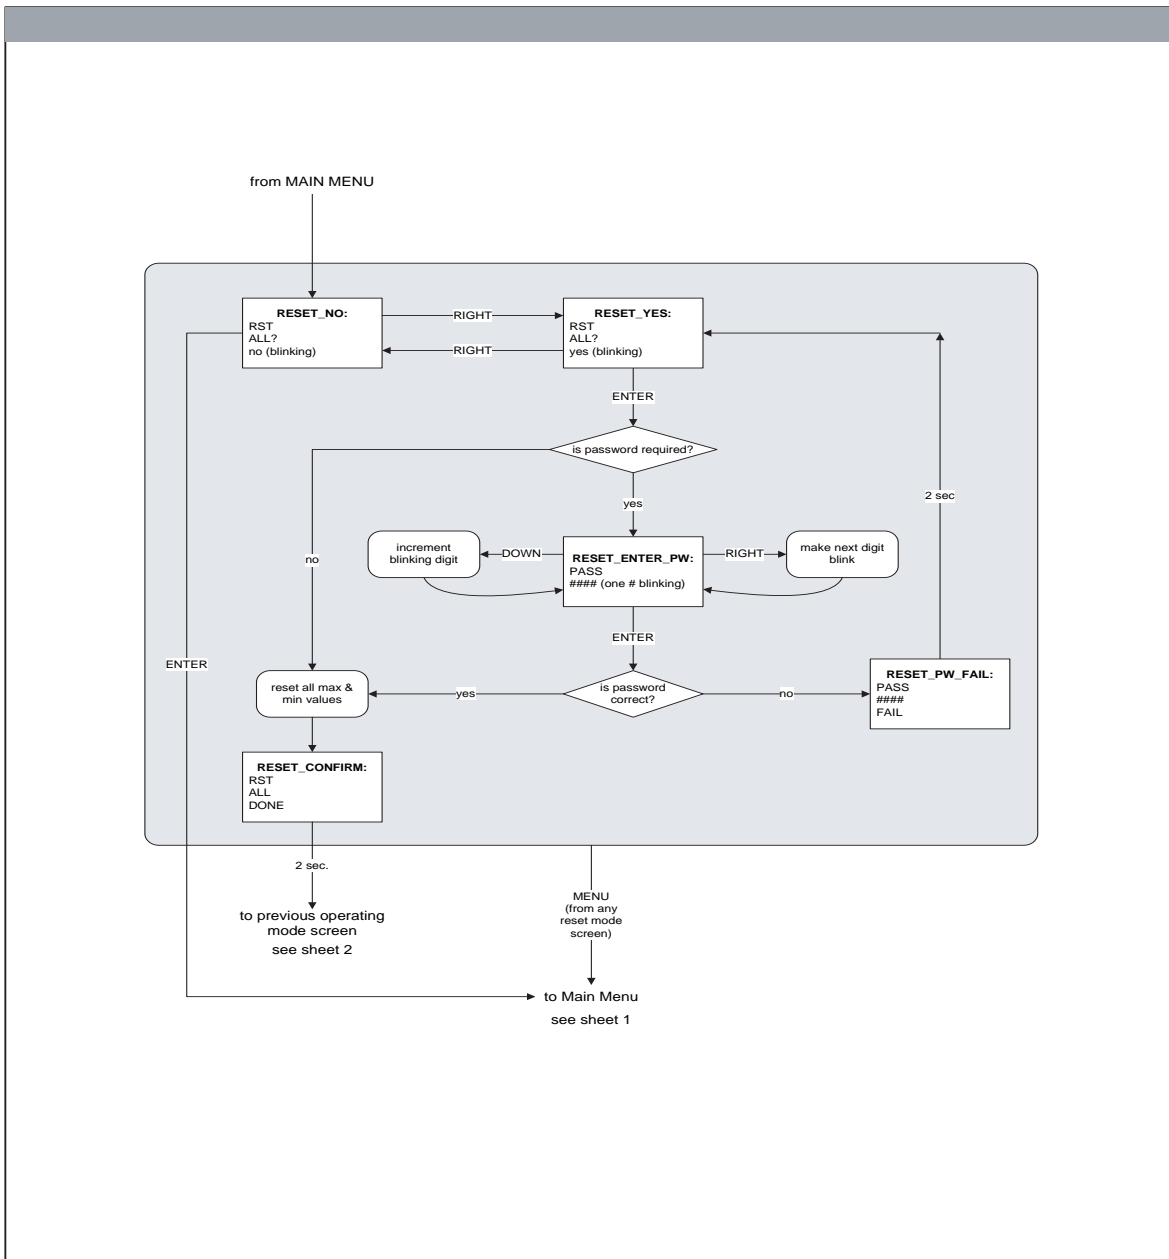 from MAIN MENU
RESET_NO:
RST
ALL?
no (blinking)
RIGHT
RIGHT
RESET_YES:
RST
ALL?
yes (blinking)
ENTER
is password required?
yes
no
2 sec
increment
blinking digit
DOWN
RESET_ENTER_PW:
PASS
#### (one # blinking)
RIGHT
make next digit
blink
ENTER
ENTER
reset all max &
min values
yes
is password
correct?
no
RESET_PW_FAIL:
PASS
####
FAIL
RESET_CONFIRM:
RST
ALL
DONE
2 sec.
to previous operating
mode screen
see sheet 2
MENU
(from any
reset mode
screen)
to Main Menu
see sheet 1